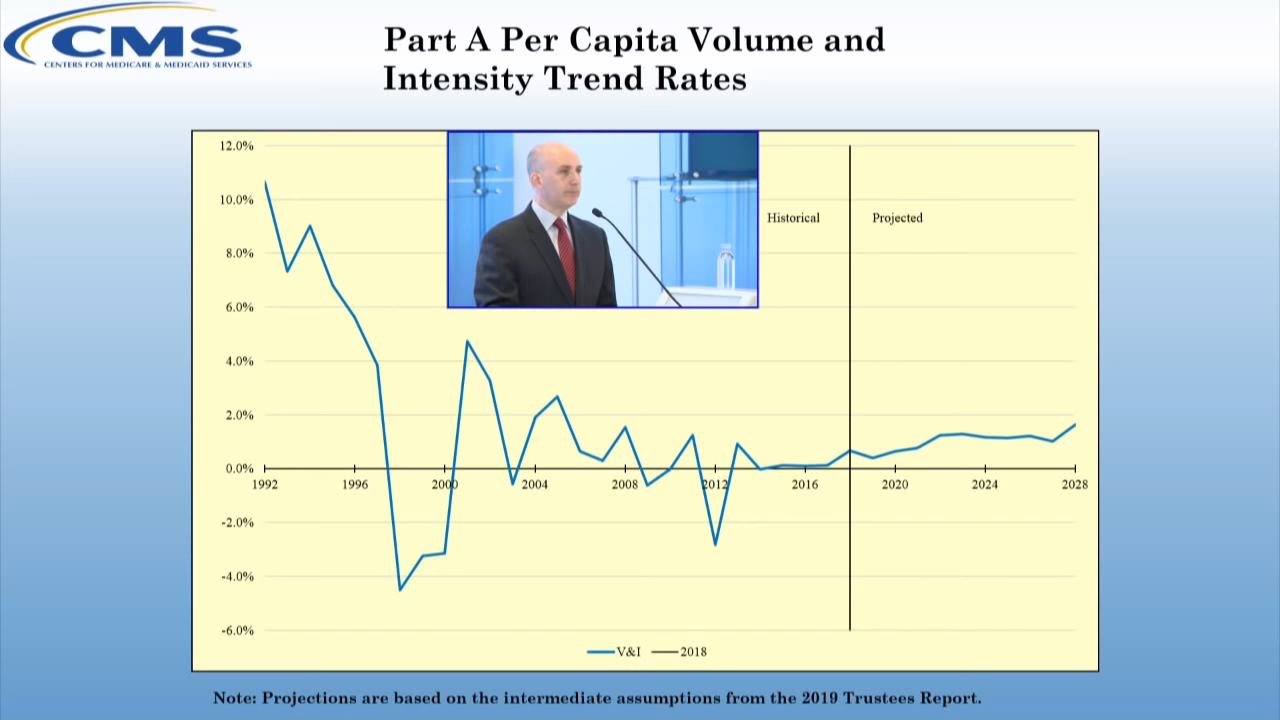 CMS
CENTERS FOR MEDICARE & MEDICAID SERVICES
Part A Per Capita Volume and
Intensity Trend Rates
12.0%
10.0%
8.0%
6.0%
4.0%
2.0%
0.0%
-2.0%
-4.0%
-6.0%
Historical
Projected
1992
1996
2000
2004
2008
2012
2016
2020
2024
2028
V&I
2018
Note: Projections are based on the intermediate assumptions from the 2019 Trustees Report.